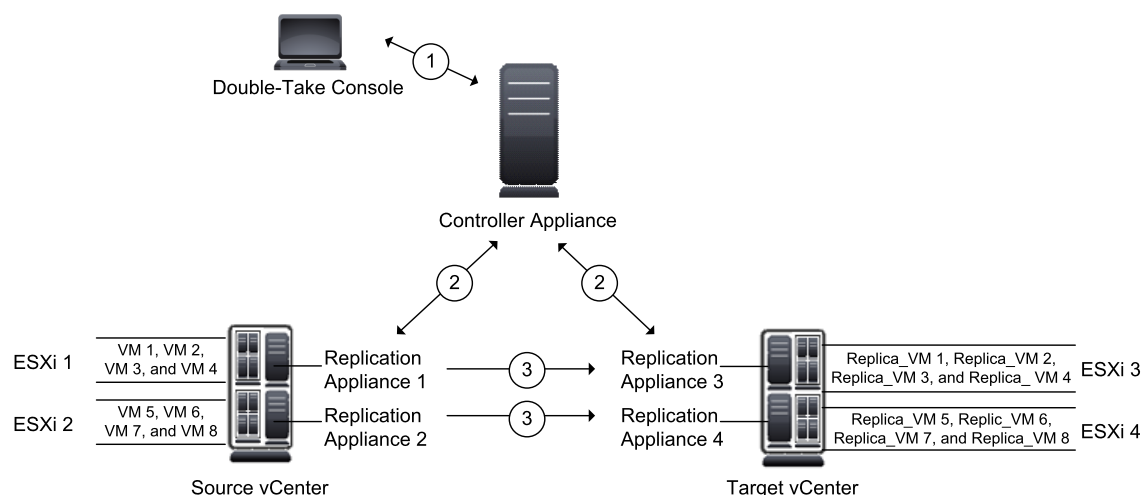 1
Double-Take Console
Controller Appliance
2
2
ESXi 1
VM 1, VM 2,
VM 3, and VM 4
Replication
Appliance 1
3
Replication
Appliance 3
Replica_VM 1, Replica_VM 2,
Replica_VM 3, and Replica_ VM 4
ESXi 3
ESXi 2
VM 5, VM 6,
VM 7, and VM 8
Replication
Appliance 2
3
Replication
Appliance 4
Replica_VM 5, Replic_VM 6,
Replica_VM 7, and Replica_VM 8
ESXi 4
Source vCenter
Target vCenter